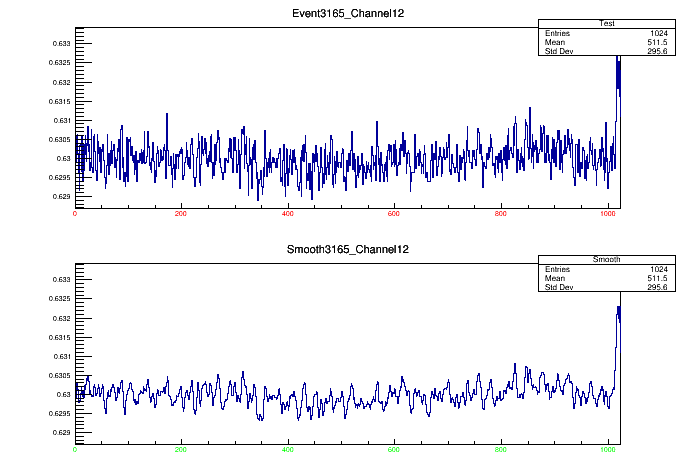 Event3165_Channel12
Test
Entries 1024
Mean 511.5
Std Dev 295.6
0.633
0.6325
0.632
0.6315
0.631
0.6305
0.63
0.6295
0.629
0 200 400 600 800 1000
Smooth3165_Channel12
Smooth
Entries 1024
Mean 511.5
Std Dev 295.6
0.633
0.6325
0.632
0.6315
0.631
0.6305
0.63
0.6295
0.629
0 200 400 600 800 1000